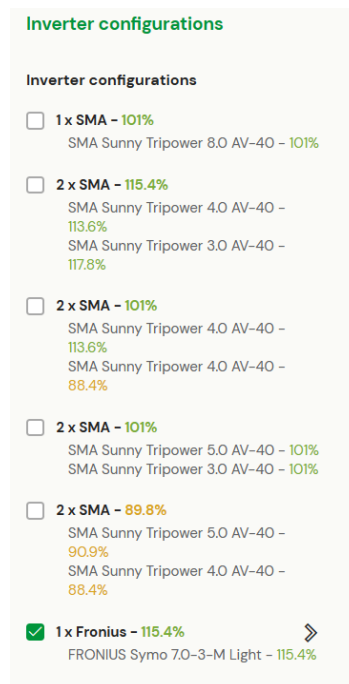 Inverter configurations
Inverter configurations
1 x SMA - 101%
SMA Sunny Tripower 8.0 AV-40 - 101%
2 x SMA - 115.4%
SMA Sunny Tripower 4.0 AV-40 -
113.6%
SMA Sunny Tripower 3.0 AV-40 -
117.8%
2 x SMA - 101%
SMA Sunny Tripower 4.0 AV-40 -
113.6%
SMA Sunny Tripower 4.0 AV-40 -
88.4%
2 x SMA - 101%
SMA Sunny Tripower 5.0 AV-40 - 101%
SMA Sunny Tripower 3.0 AV-40 - 101%
2 x SMA - 89.8%
SMA Sunny Tripower 5.0 AV-40 -
90.9%
SMA Sunny Tripower 4.0 AV-40 -
88.4%
1 x Fronius - 115.4%
FRONIUS Symo 7.0-3-M Light - 115.4%